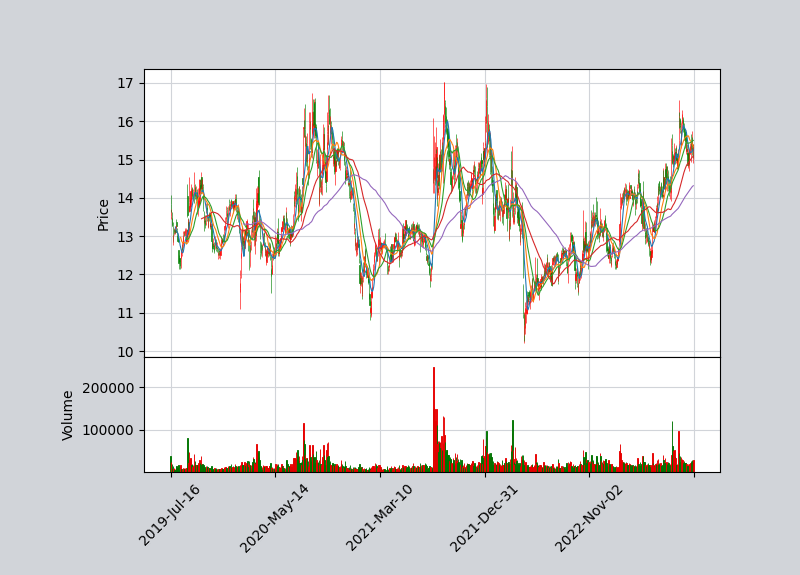 Price
17
16
15
14
13
12
11
10
Volume
200000
100000
2019-Jul-16
2020-May-14
2021-Mar-10
2021-Dec-31
2022-Nov-02